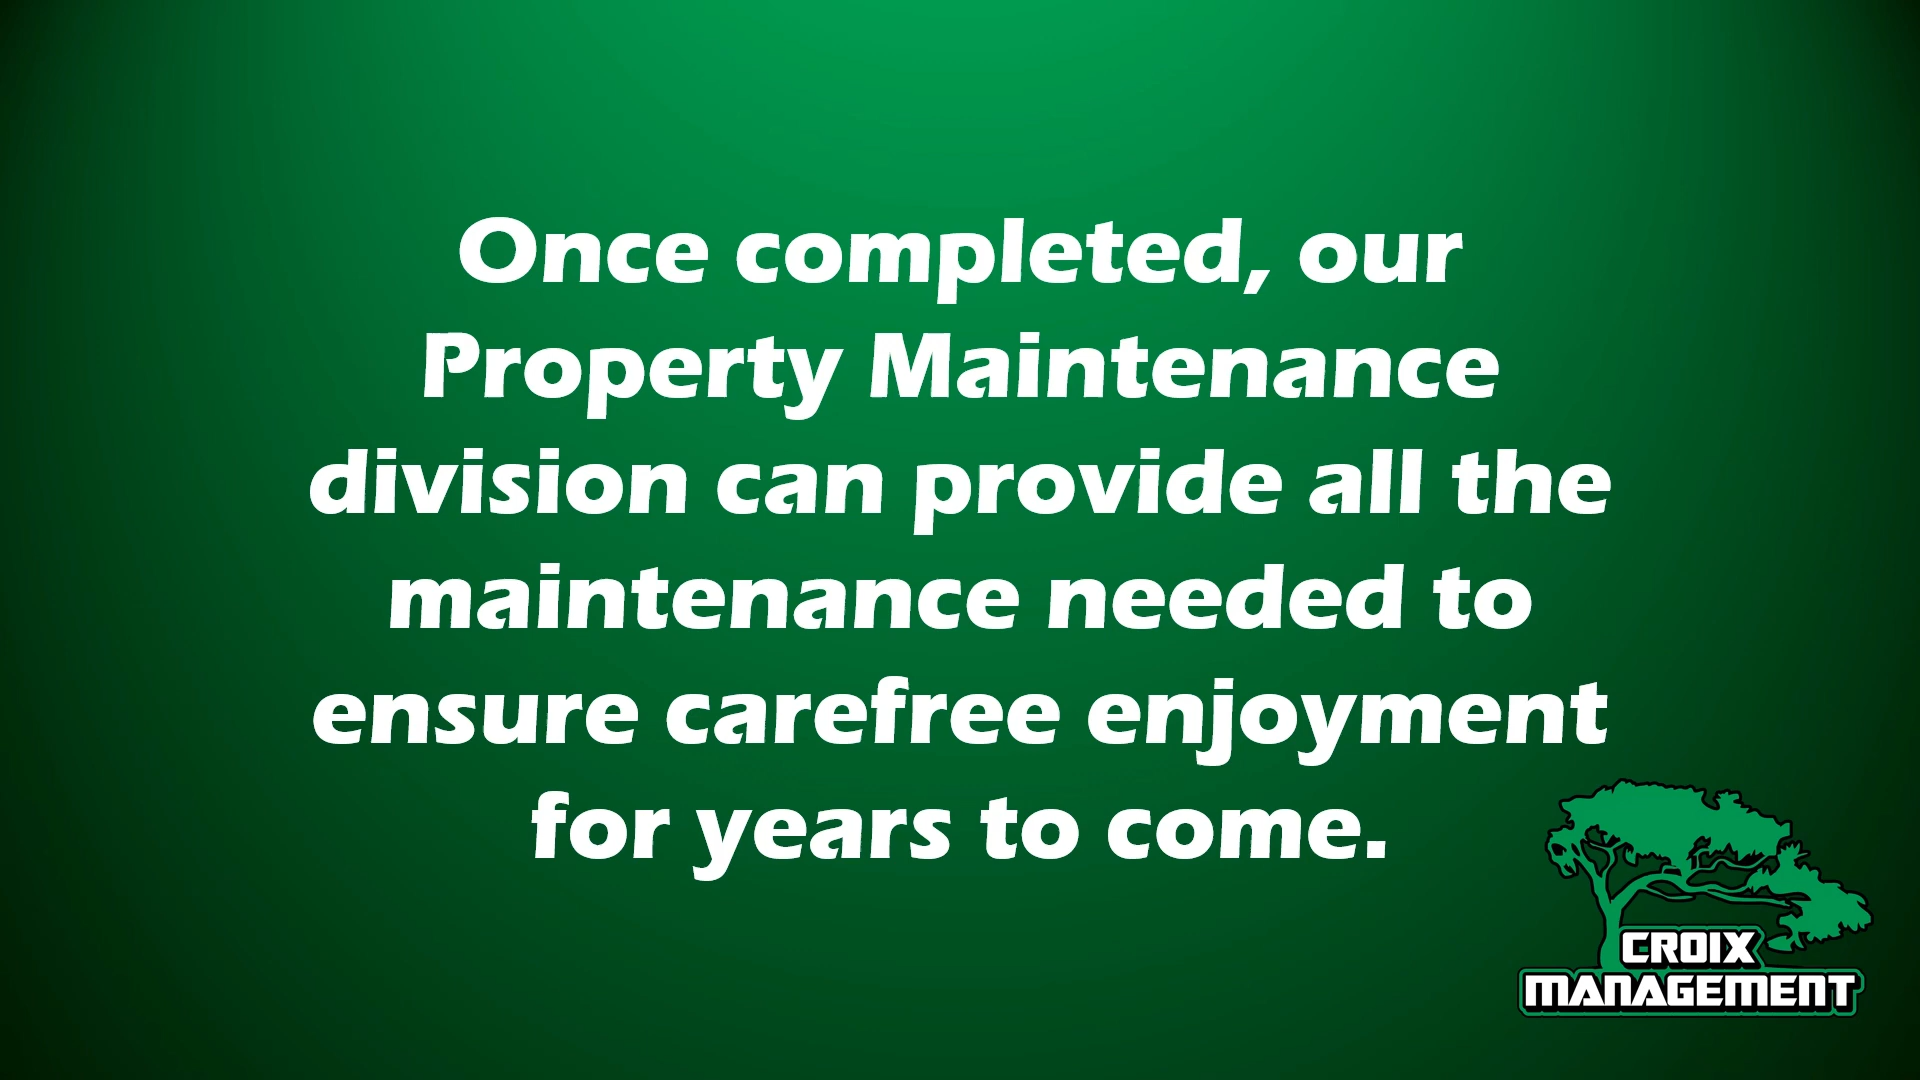 Once completed, our
Property Maintenance
division can provide all the
maintenance needed to
ensure carefree enjoyment
for years to come.
CROIX
MANAGEMENT